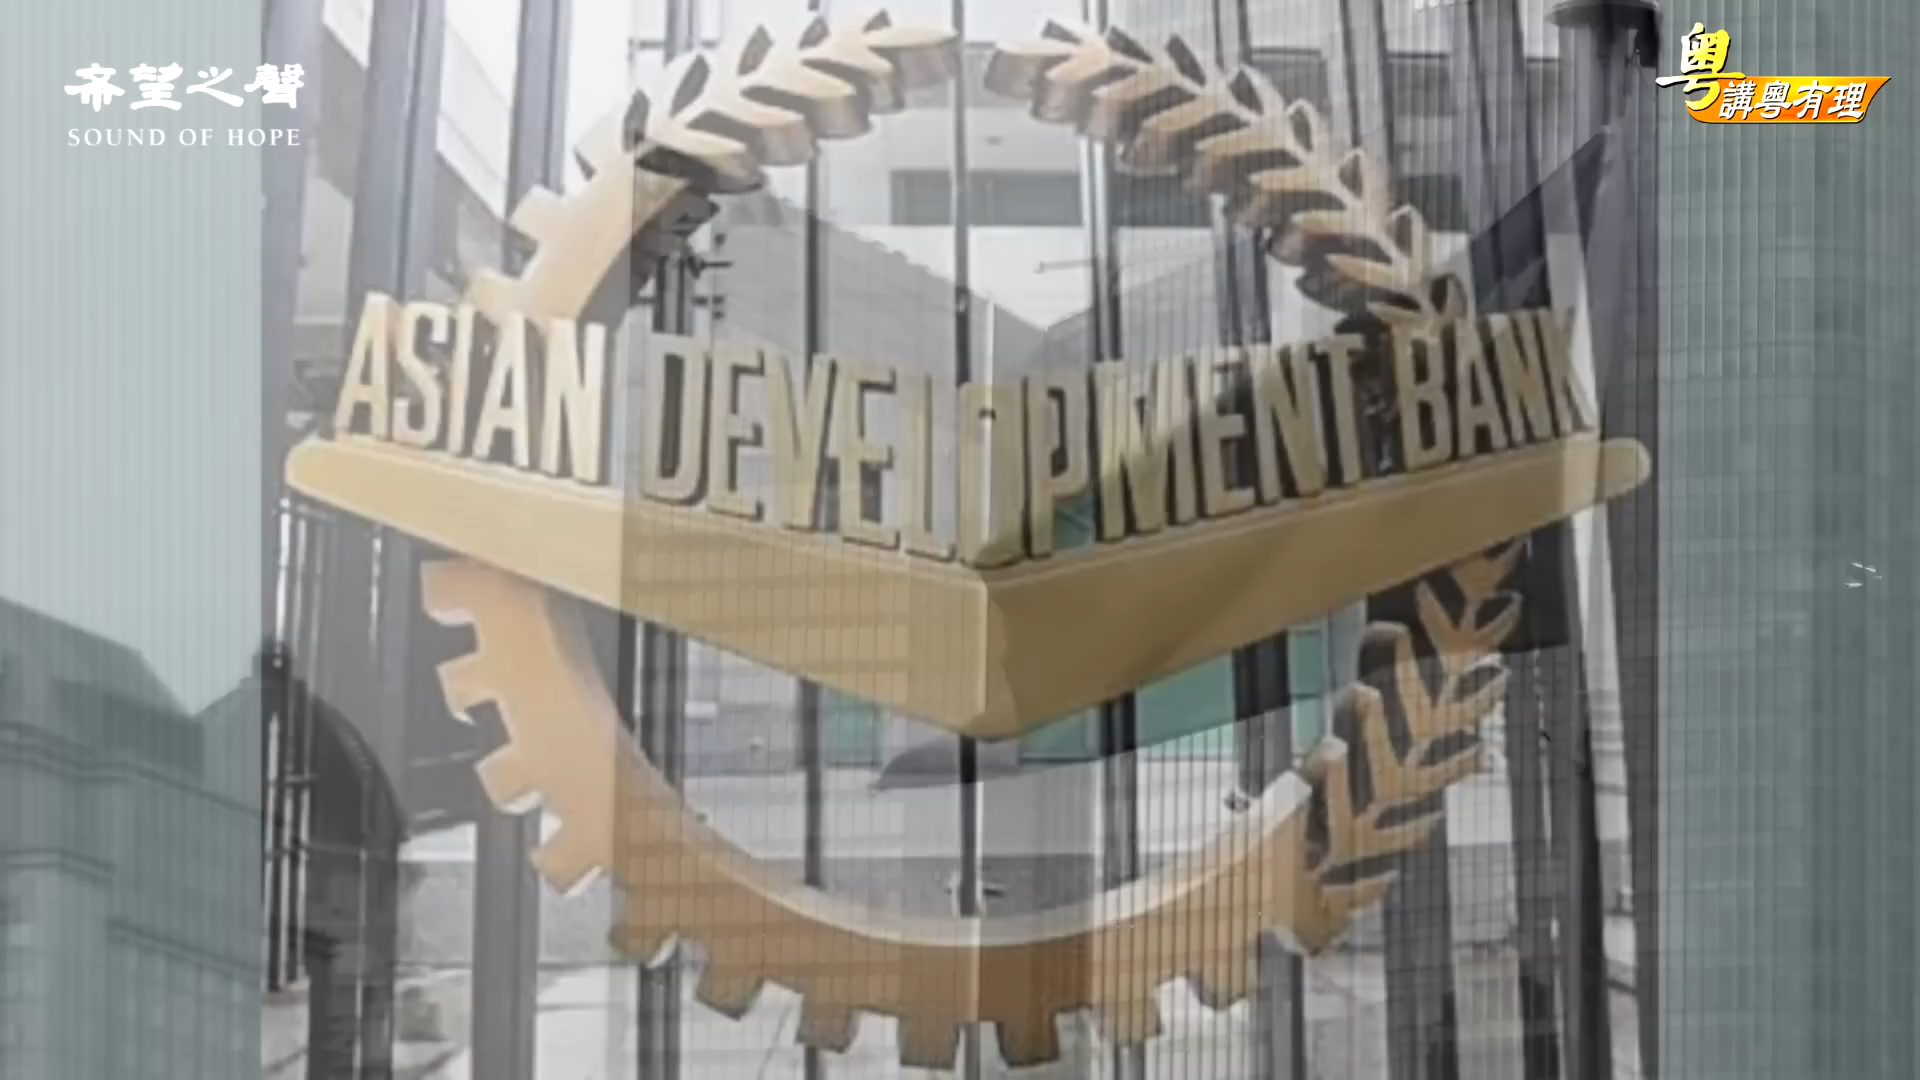 希望之聲
SOUND OF HOPE
粵
講粵有理
ASIAN DEVELOPMENT BANK